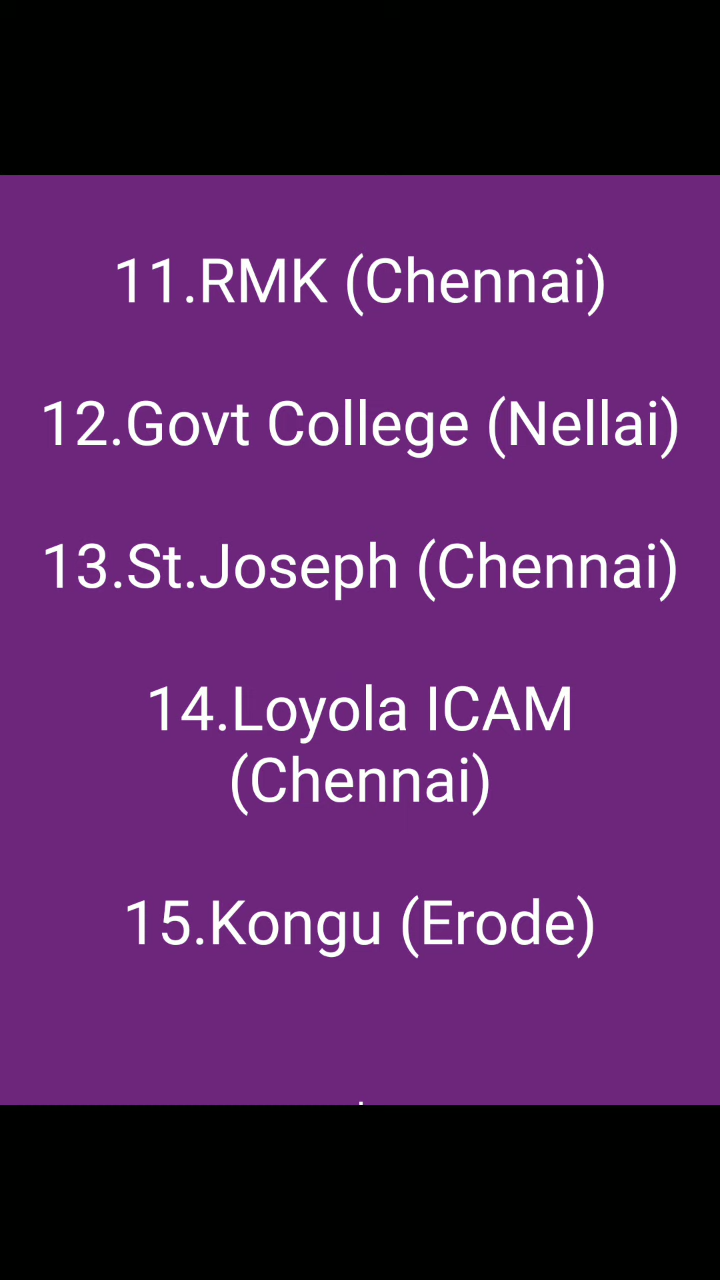 11.RMK (Chennai)
12.Govt College (Nellai)
13.St.Joseph (Chennai)
14.Loyola ICAM
(Chennai)
15.Kongu (Erode)